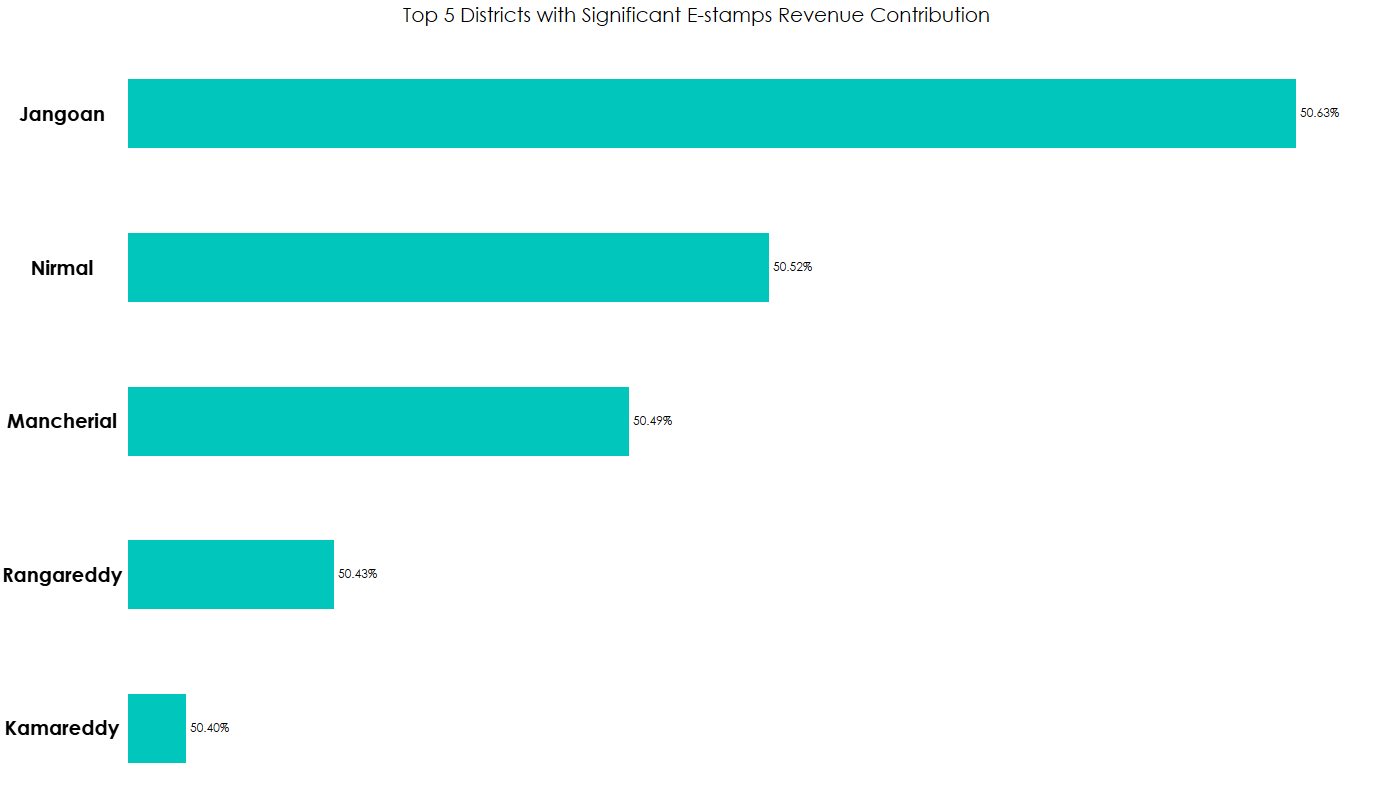 Top 5 Districts with Significant E-stamps Revenue Contribution
Jangoan 50.63%
Nirmal 50.52%
Mancherial 50.49%
Rangareddy 50.43%
Kamareddy 50.40%